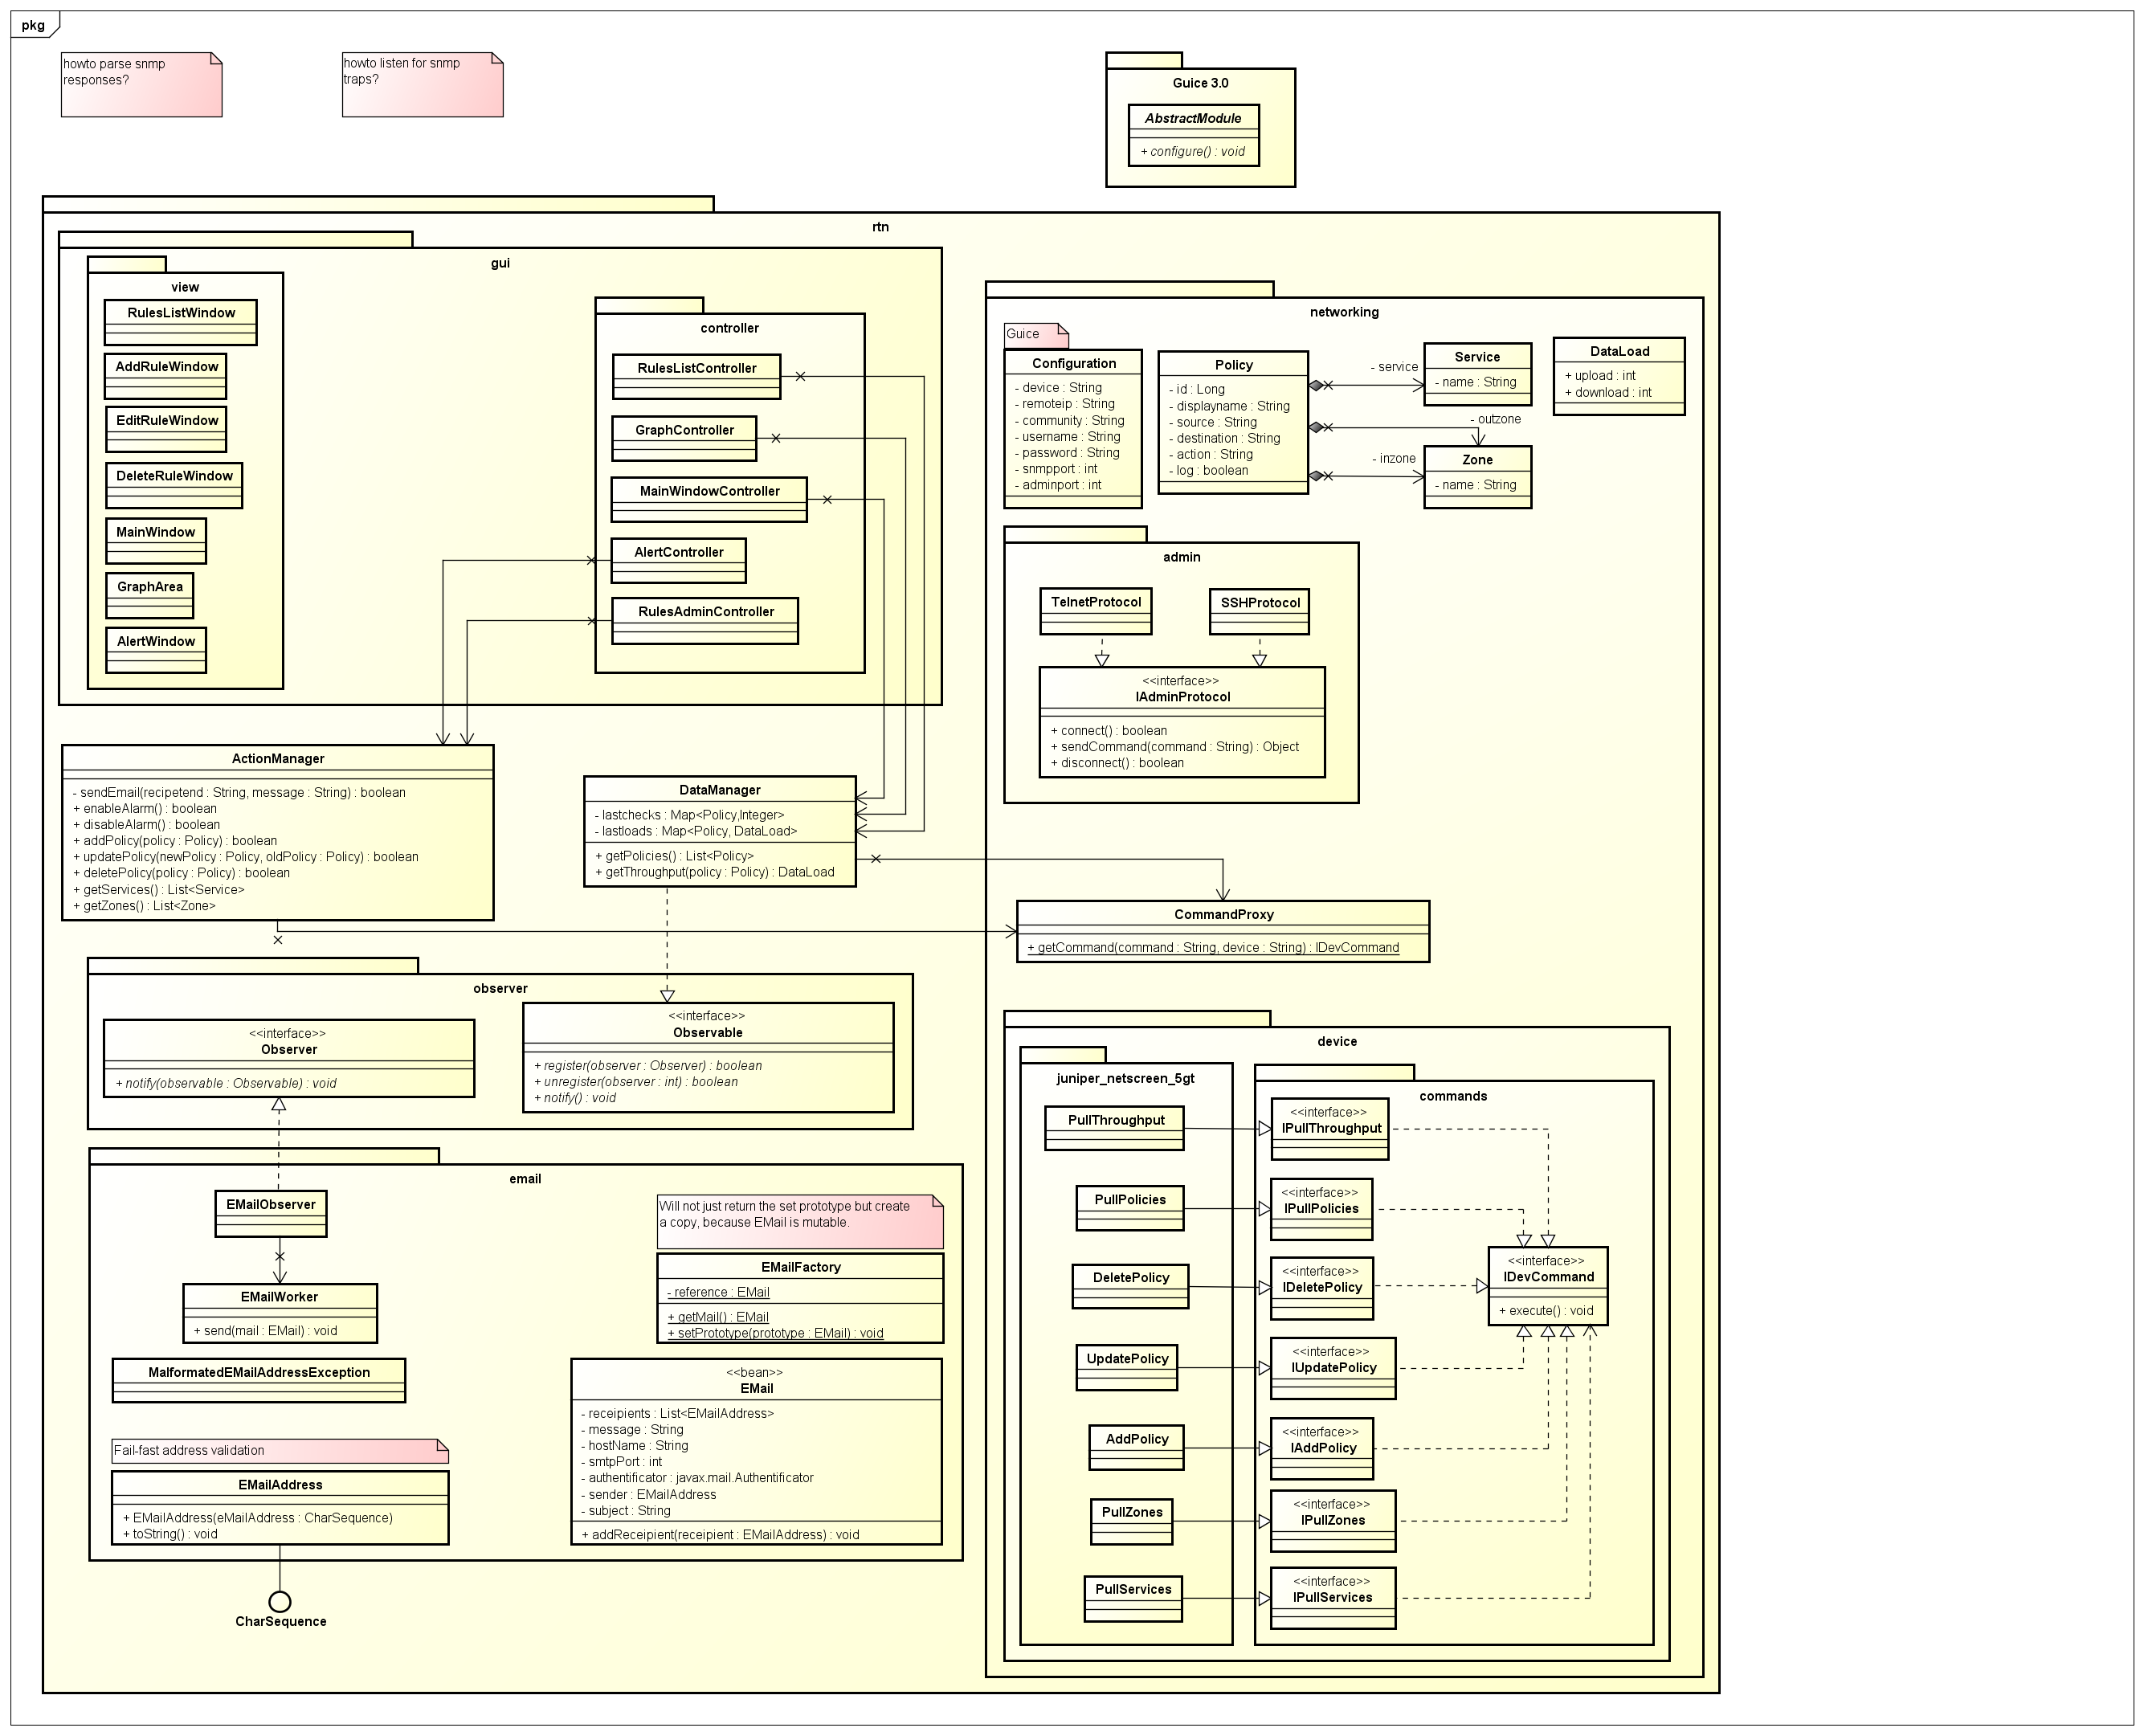 pkg
howto parse snmp
responses?
howto listen for snmp
traps?
Guice 3.0
AbstractModule
+ configure() : void
rtn
gui
view
RulesListWindow
AddRuleWindow
EditRuleWindow
DeleteRuleWindow
MainWindow
GraphArea
AlertWindow
controller
RulesListController
GraphController
MainWindowController
AlertController
RulesAdminController
networking
Guice
Configuration
- device : String
- remoteip : String
- community : String
- username : String
- password : String
- snmpport : int
- adminport : int
Policy
- id : Long
- displayname : String
- source : String
- destination : String
- action : String
- log : boolean
- service
- outzone
- inzone
Service
- name : String
Zone
- name : String
DataLoad
+ upload : int
+ download : int
admin
TelnetProtocol
SSHProtocol
<<interface>>
IAdminProtocol
+ connect() : boolean
+ sendCommand(command : String) : Object
+ disconnect() : boolean
ActionManager
- sendEmail(recipetend : String, message : String) : boolean
+ enableAlarm() : boolean
+ disableAlarm() : boolean
+ addPolicy(policy : Policy) : boolean
+ updatePolicy(newPolicy : Policy, oldPolicy : Policy) : boolean
+ deletePolicy(policy : Policy) : boolean
+ getServices() : List<Service>
+ getZones() : List<Zone>
DataManager
- lastchecks : Map<Policy,Integer>
- lastloads : Map<Policy, DataLoad>
+ getPolicies() : List<Policy>
+ getThroughput(policy : Policy) : DataLoad
CommandProxy
+ getCommand(command : String, device : String) : IDevCommand
observer
<<interface>>
Observer
+ notify(observable : Observable) : void
<<interface>>
Observable
+ register(observer : Observer) : boolean
+ unregister(observer : int) : boolean
+ notify() : void
email
EMailObserver
EMailWorker
+ send(mail : EMail) : void
MalformatedEMailAddressException
Fail-fast address validation
EMailAddress
+ EMailAddress(eMailAddress : CharSequence)
+ toString() : void
CharSequence
Will not just return the set prototype but create
a copy, because EMail is mutable.
EMailFactory
- reference : EMail
+ getMail() : EMail
+ setPrototype(prototype : EMail) : void
<<bean>>
EMail
- receipients : List<EMailAddress>
- message : String
- hostName : String
- smtpPort : int
- authentificator : javax.mail.Authentificator
- sender : EMailAddress
- subject : String
+ addReceipient(receipient : EMailAddress) : void
device
juniper_netscreen_5gt
PullThroughput
PullPolicies
DeletePolicy
UpdatePolicy
AddPolicy
PullZones
PullServices
commands
<<interface>>
IPullThroughput
<<interface>>
IPullPolicies
<<interface>>
IDeletePolicy
<<interface>>
IUpdatePolicy
<<interface>>
IAddPolicy
<<interface>>
IPullZones
<<interface>>
IPullServices
<<interface>>
IDevCommand
+ execute() : void